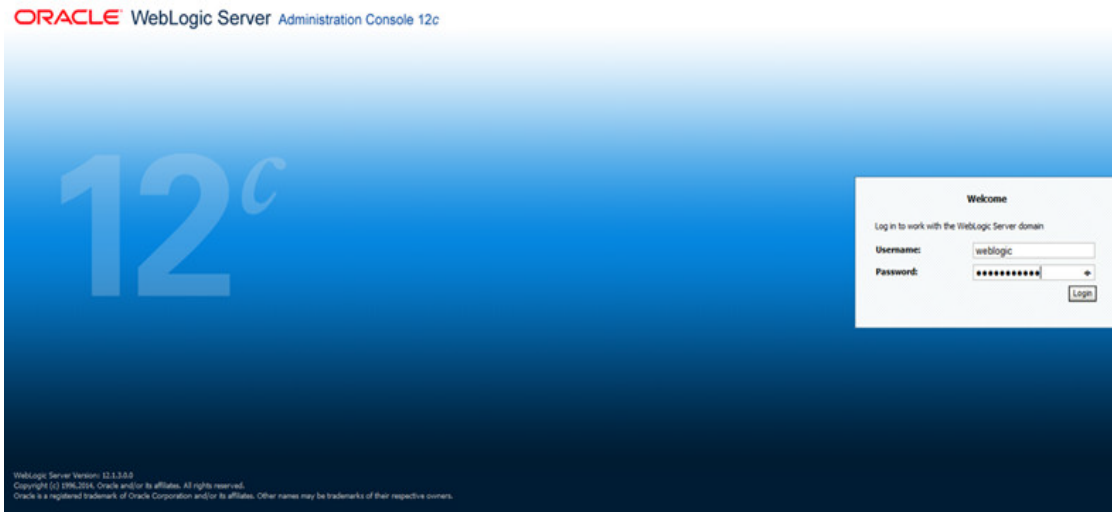 ORACLE WebLogic Server Administration Console 12c
12c
Welcome
Log in to work with the WebLogic Server domain
Username: weblogic
Password: •••••••••••
Login
WebLogic Server Version: 12.1.3.0.0
Copyright (c) 1996,2014, Oracle and/or its affiliates. All rights reserved.
Oracle is a registered trademark of Oracle Corporation and/or its affiliates. Other names may be trademarks of their respective owners.